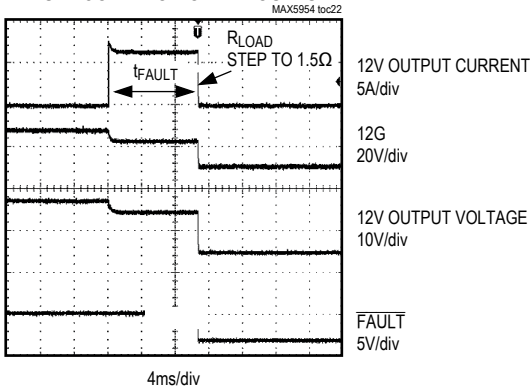 MAX5954 toc22
RLOAD
STEP TO 1.5Ω
tFAULT
12V OUTPUT CURRENT
5A/div
12G
20V/div
12V OUTPUT VOLTAGE
10V/div
FAULT
5V/div
4ms/div